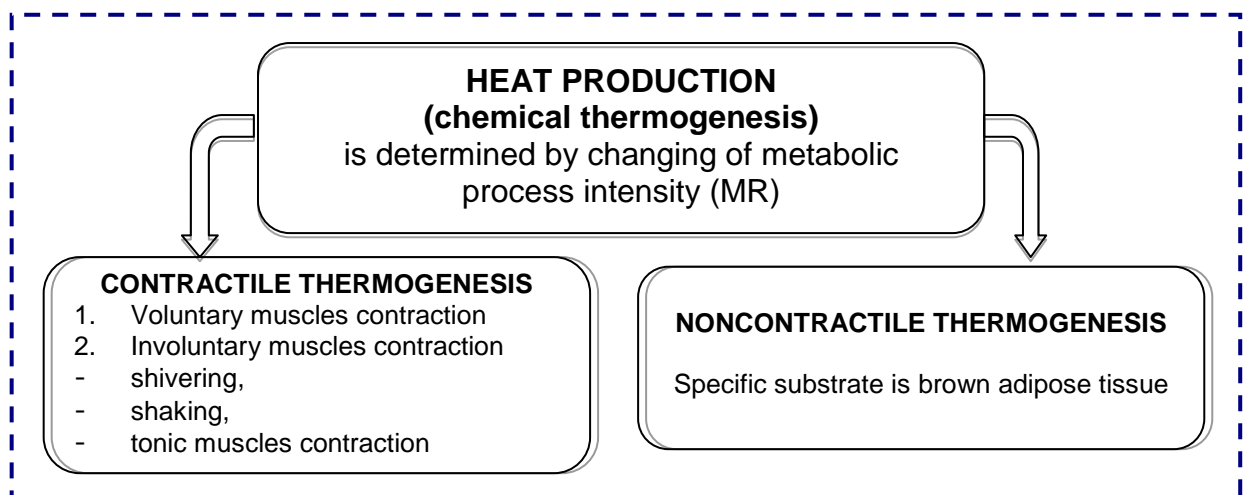 HEAT PRODUCTION
(chemical thermogenesis)
is determined by changing of metabolic
process intensity (MR)
CONTRACTILE THERMOGENESIS
1. Voluntary muscles contraction
2. Involuntary muscles contraction
- shivering,
- shaking,
- tonic muscles contraction
NONCONTRACTILE THERMOGENESIS
Specific substrate is brown adipose tissue